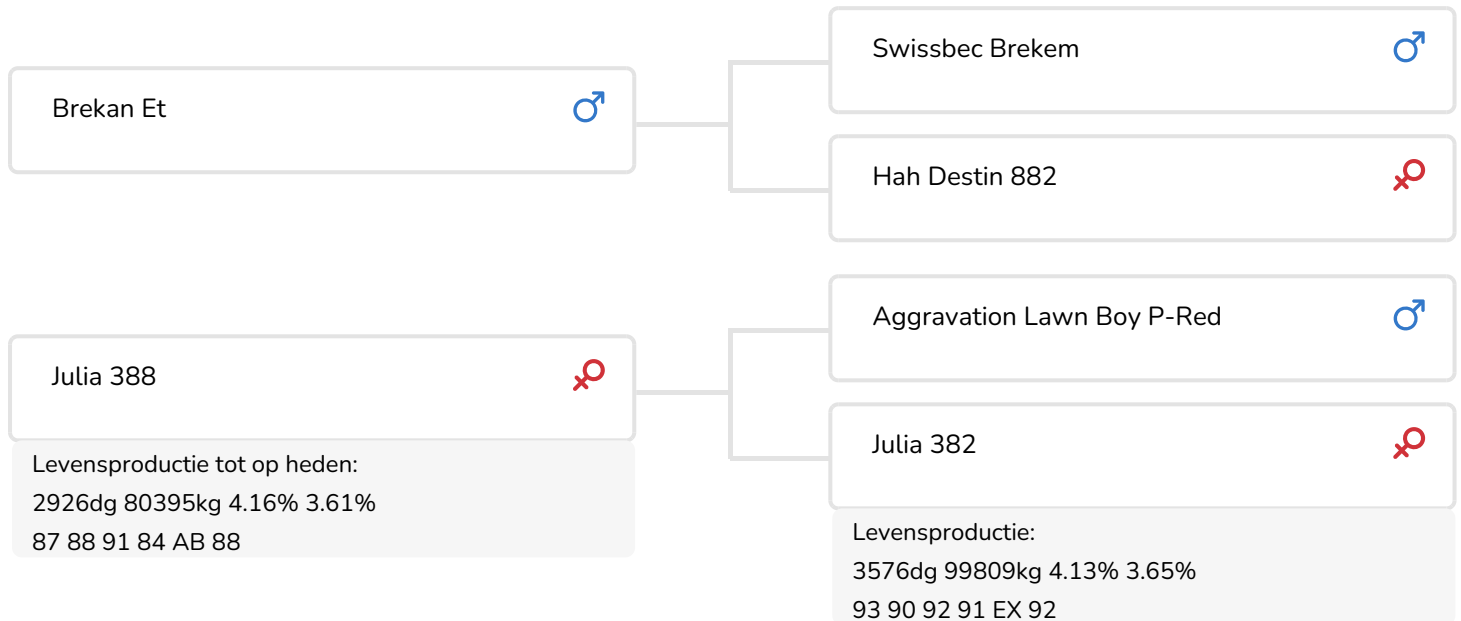 Swissbec Brekem
Brekan Et
Hah Destin 882
Aggravation Lawn Boy P-Red
Julia 388
Julia 382
Levensproductie tot op heden:
2926dg 80395kg 4.16% 3.61%
87 88 91 84 AB 88
Levensproductie:
3576dg 99809kg 4.13% 3.65%
93 90 92 91 EX 92